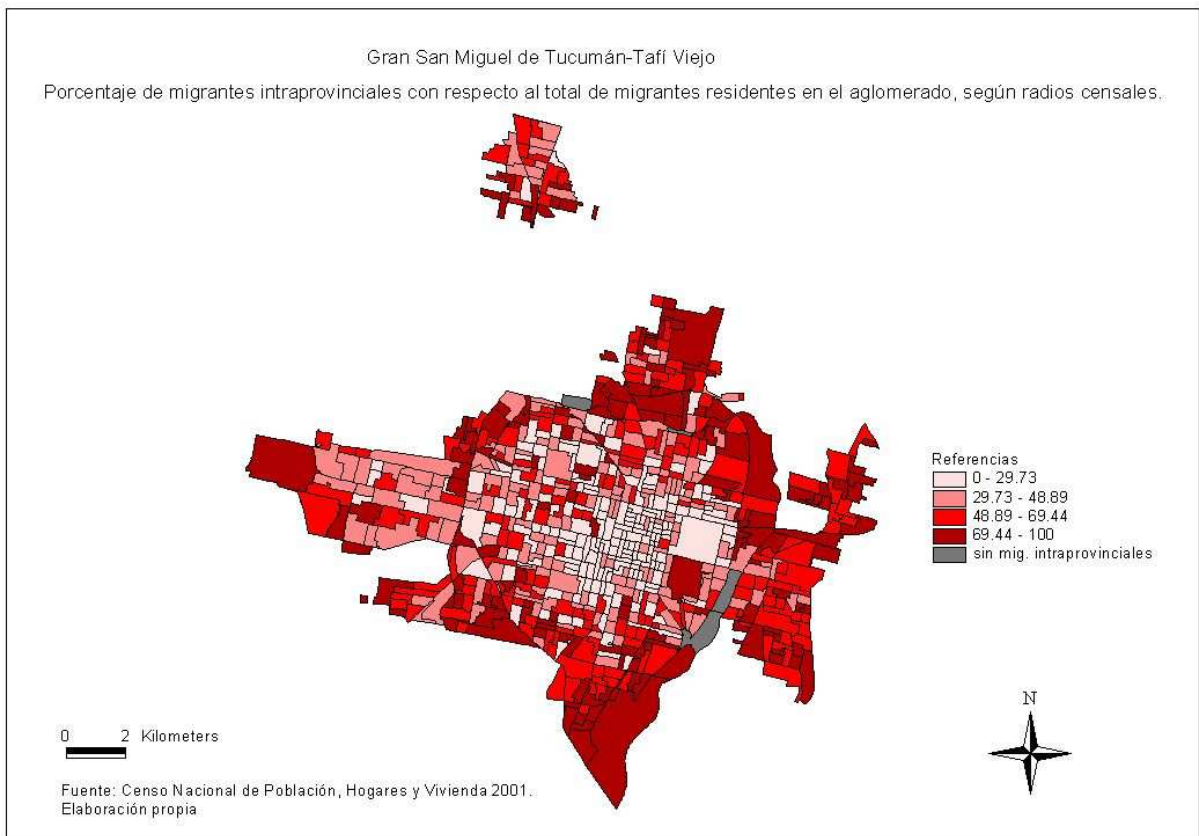 Gran San Miguel de Tucumán-Tafí Viejo
Porcentaje de migrantes intraprovinciales con respecto al total de migrantes residentes en el aglomerado, según radios censales.
Referencias
0 - 29.73
29.73 - 48.89
48.89 - 69.44
69.44 - 100
sin mig. intraprovinciales
N
0 2 Kilometers
Fuente: Censo Nacional de Población, Hogares y Vivienda 2001.
Elaboración propia